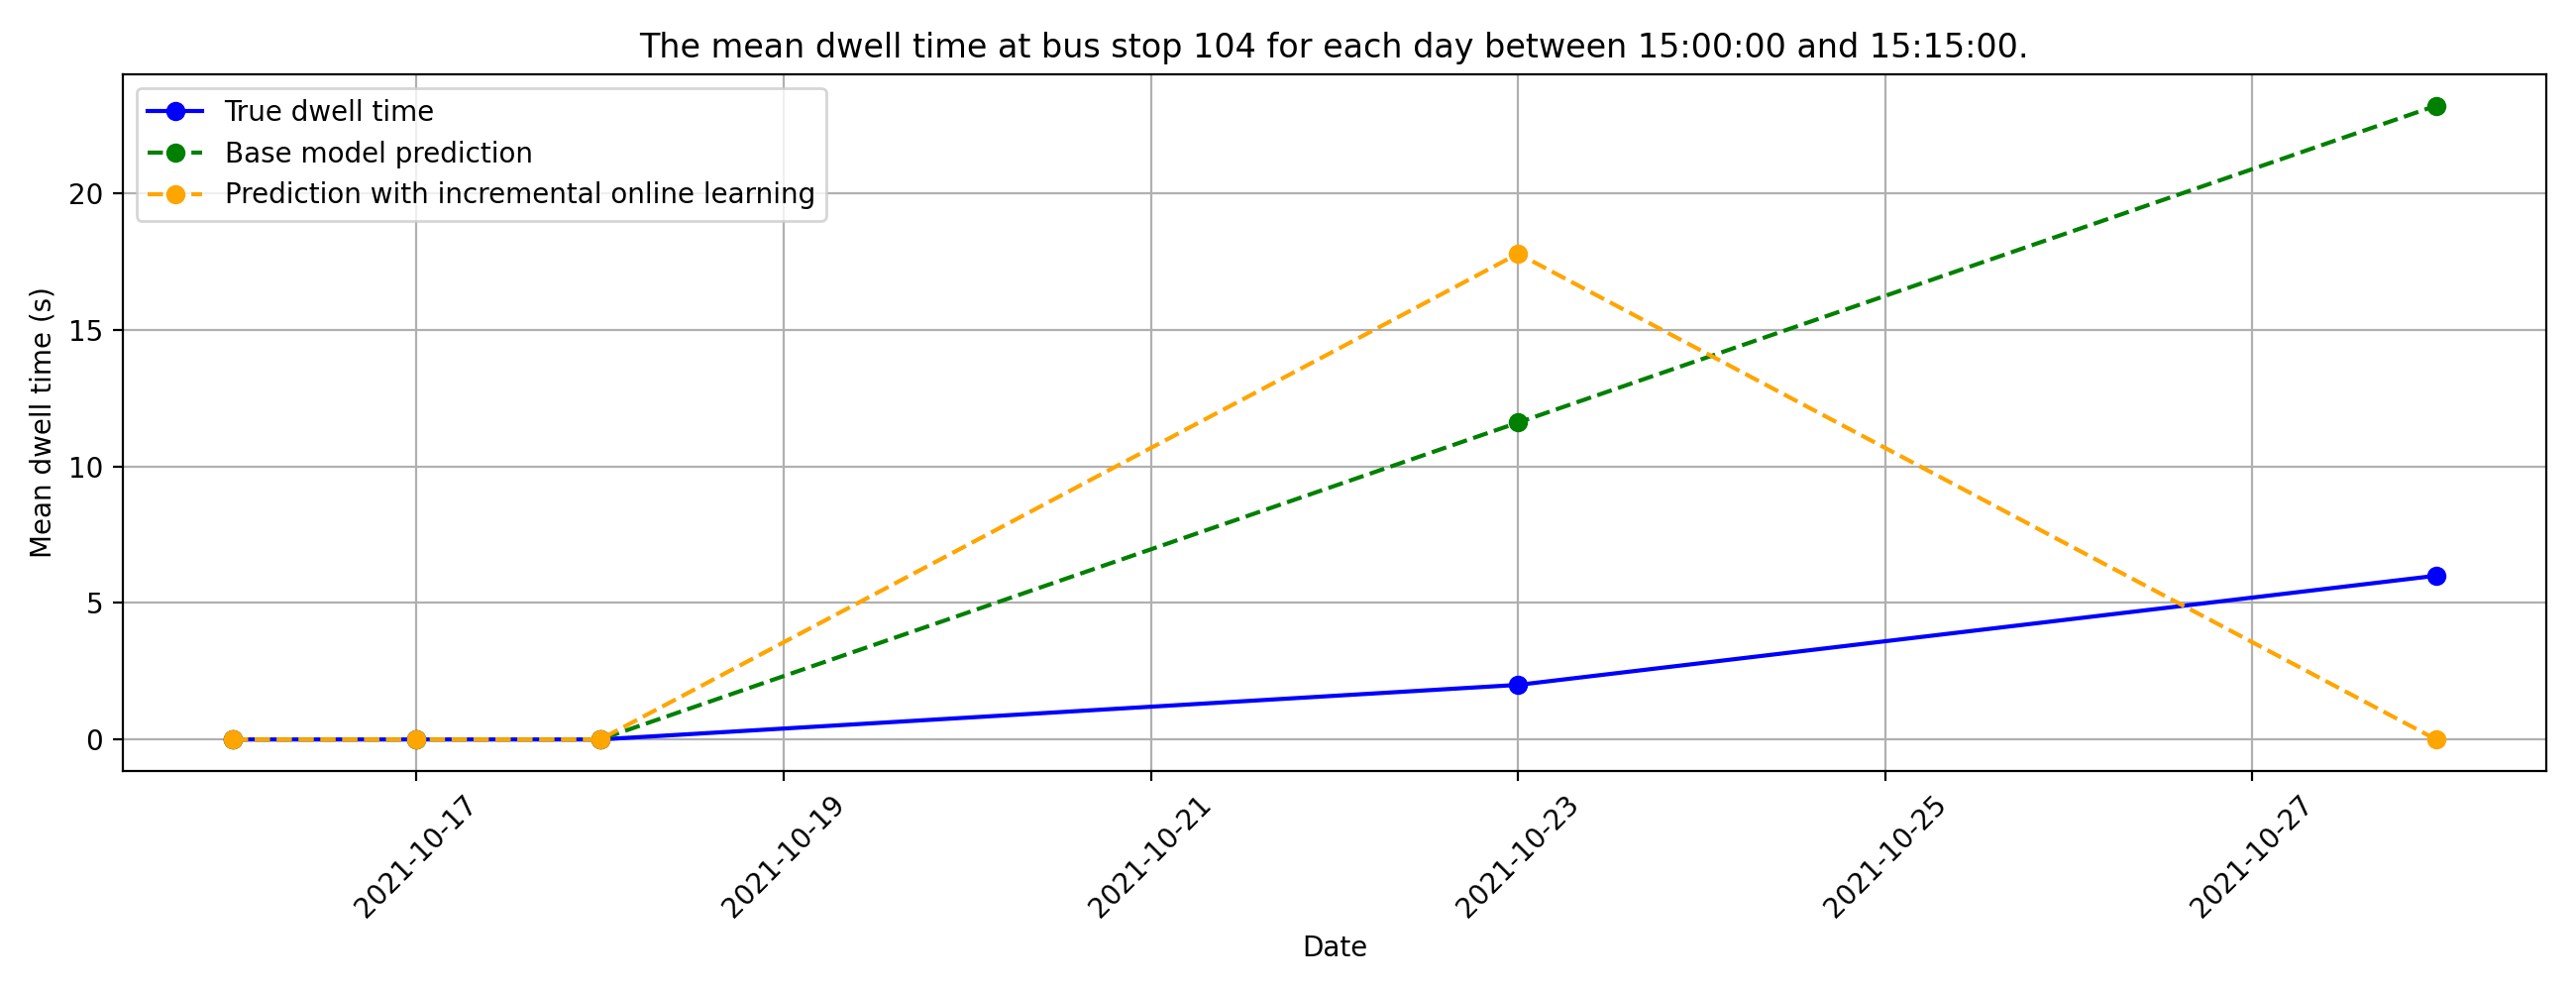 The mean dwell time at bus stop 104 for each day between 15:00:00 and 15:15:00.
True dwell time
Base model prediction
Prediction with incremental online learning
Mean dwell time (s)
20
15
10
5
0
2021-10-17
2021-10-19
2021-10-21
2021-10-23
2021-10-25
2021-10-27
Date